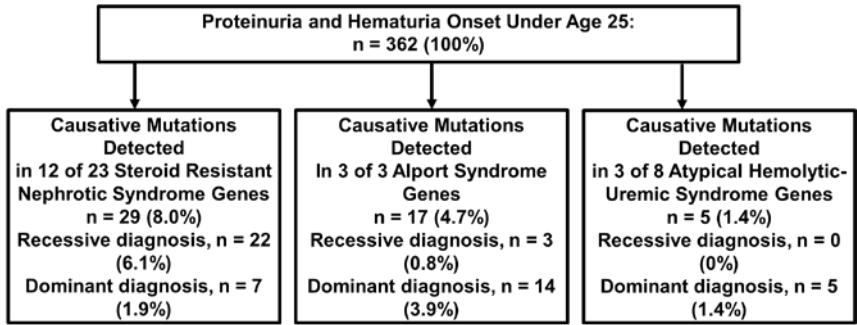 Proteinuria and Hematuria Onset Under Age 25:
n = 362 (100%)
Causative Mutations
Detected
in 12 of 23 Steroid Resistant
Nephrotic Syndrome Genes
n = 29 (8.0%)
Recessive diagnosis, n = 22
(6.1%)
Dominant diagnosis, n = 7
(1.9%)
Causative Mutations
Detected
In 3 of 3 Alport Syndrome
Genes
n = 17 (4.7%)
Recessive diagnosis, n = 3
(0.8%)
Dominant diagnosis, n = 14
(3.9%)
Causative Mutations
Detected
in 3 of 8 Atypical Hemolytic-
Uremic Syndrome Genes
n = 5 (1.4%)
Recessive diagnosis, n = 0
(0%)
Dominant diagnosis, n = 5
(1.4%)